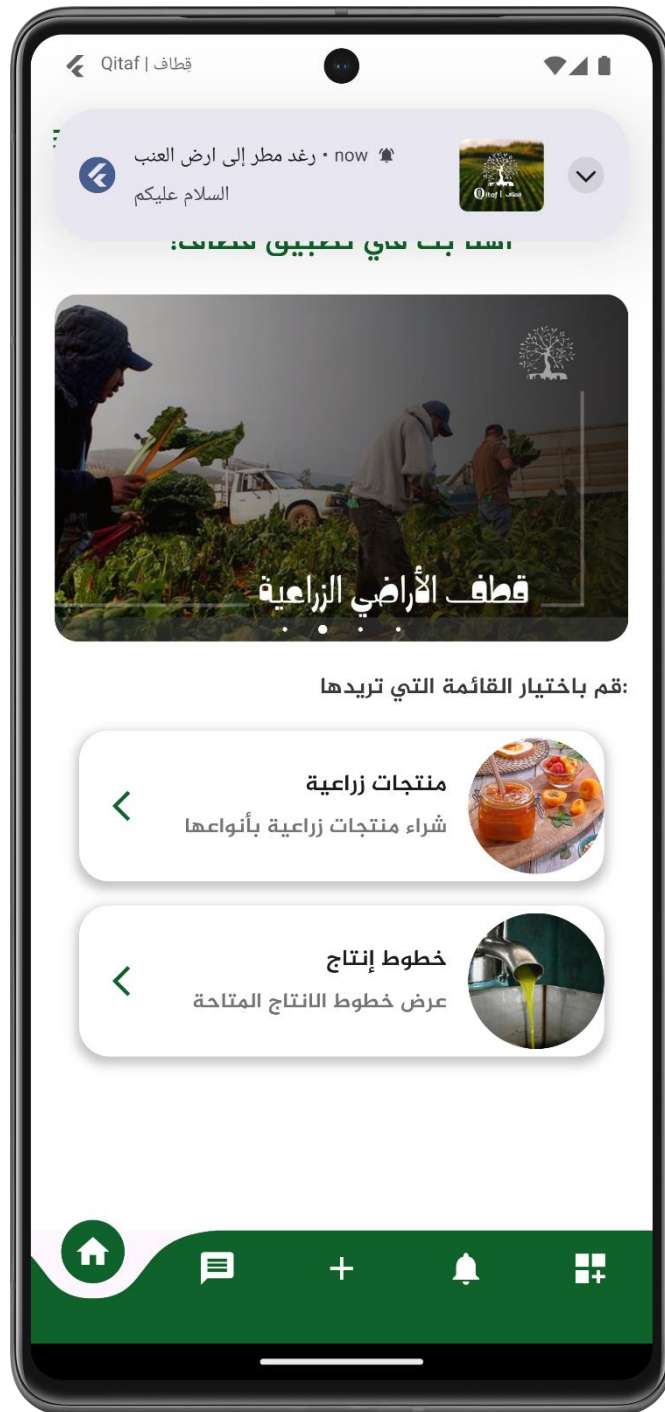 Qitaf | قِطاف
رغد مطر إلى ارض العنب • now
السلام عليكم
Qitaf | قطاف
قطف الأراضي الزراعية
قم باختيار القائمة التي تريدها:
منتجات زراعية
شراء منتجات زراعية بأنواعها
خطوط إنتاج
عرض خطوط الانتاج المتاحة